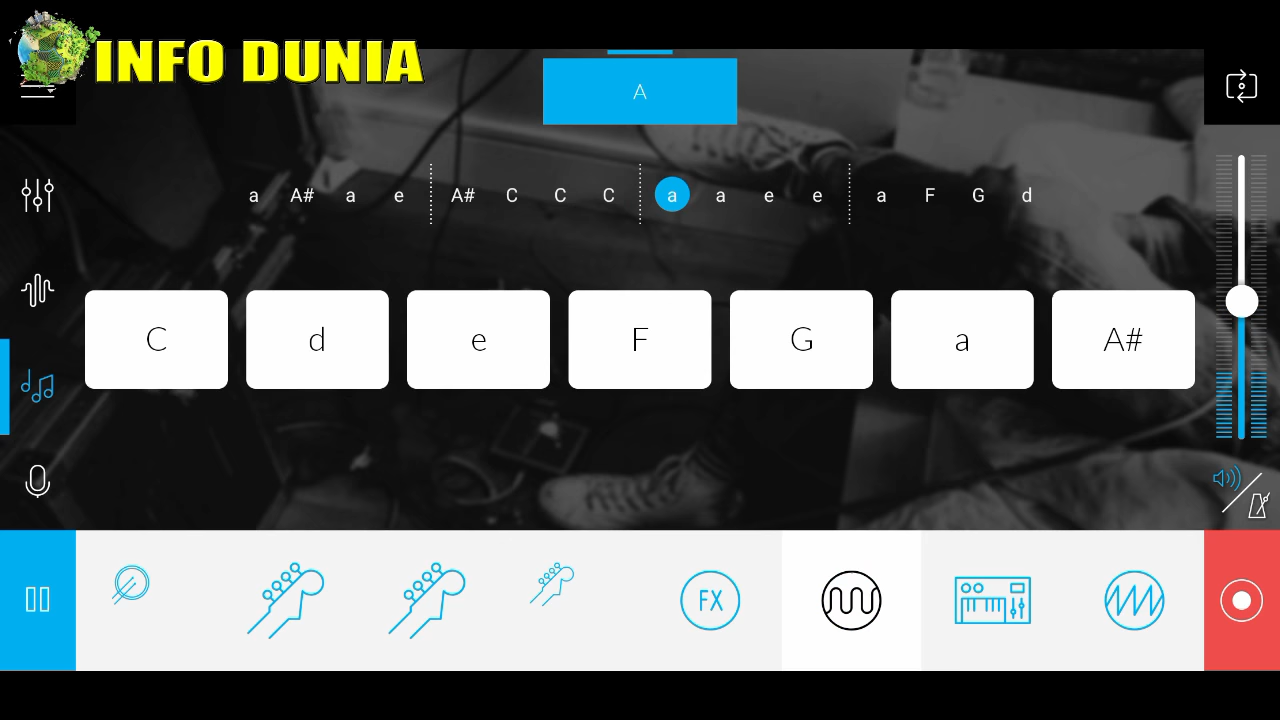 INFO DUNIA
A
a A# a e A# C C C a a e e a F G d
C d e F G a A#
FX